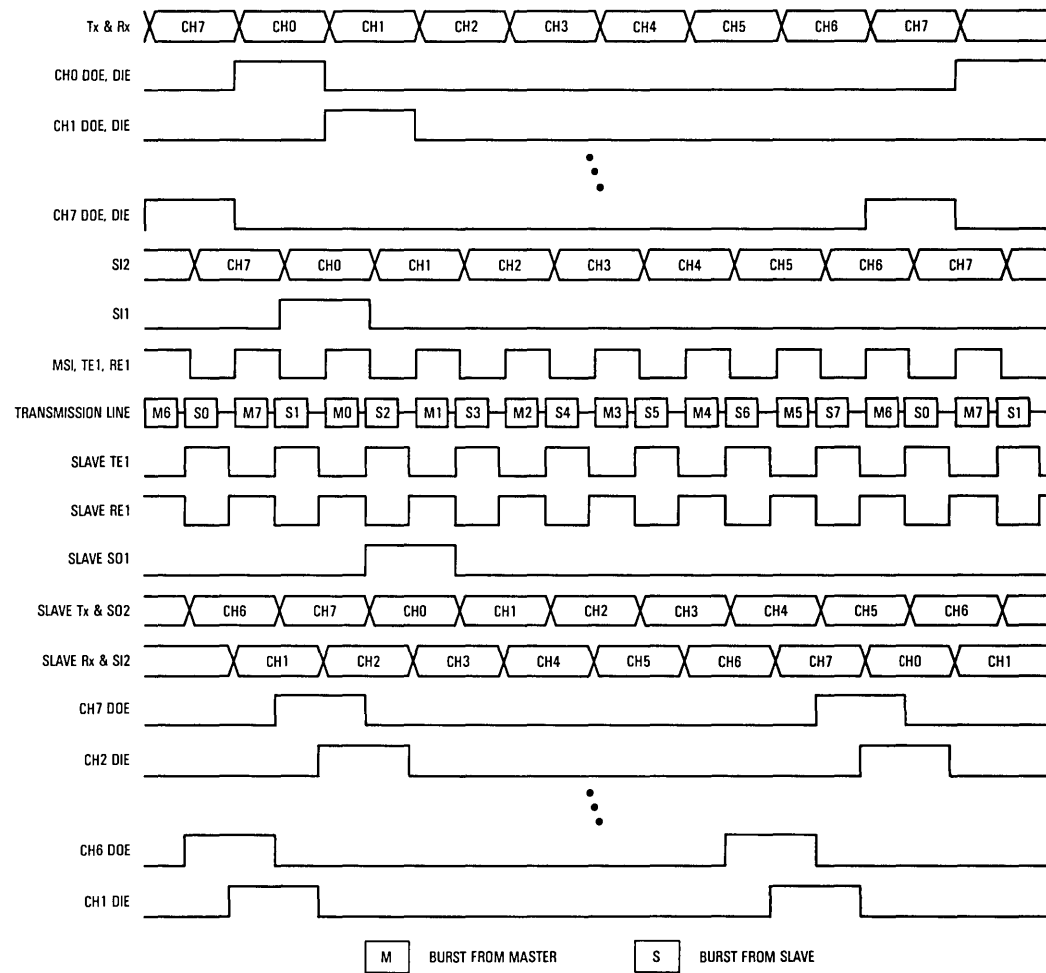 Tx & Rx CH7 CH0 CH1 CH2 CH3 CH4 CH5 CH6 CH7
CH0 DOE, DIE
CH1 DOE, DIE
CH7 DOE, DIE
SI2 CH7 CH0 CH1 CH2 CH3 CH4 CH5 CH6 CH7
SI1
MSI, TE1, RE1
TRANSMISSION LINE M6 S0 M7 S1 M0 S2 M1 S3 M2 S4 M3 S5 M4 S6 M5 S7 M6 S0 M7 S1
SLAVE TE1
SLAVE RE1
SLAVE SO1
SLAVE Tx & SO2 CH6 CH7 CH0 CH1 CH2 CH3 CH4 CH5 CH6
SLAVE Rx & SI2 CH1 CH2 CH3 CH4 CH5 CH6 CH7 CH0 CH1
CH7 DOE
CH2 DIE
CH6 DOE
CH1 DIE
M BURST FROM MASTER S BURST FROM SLAVE